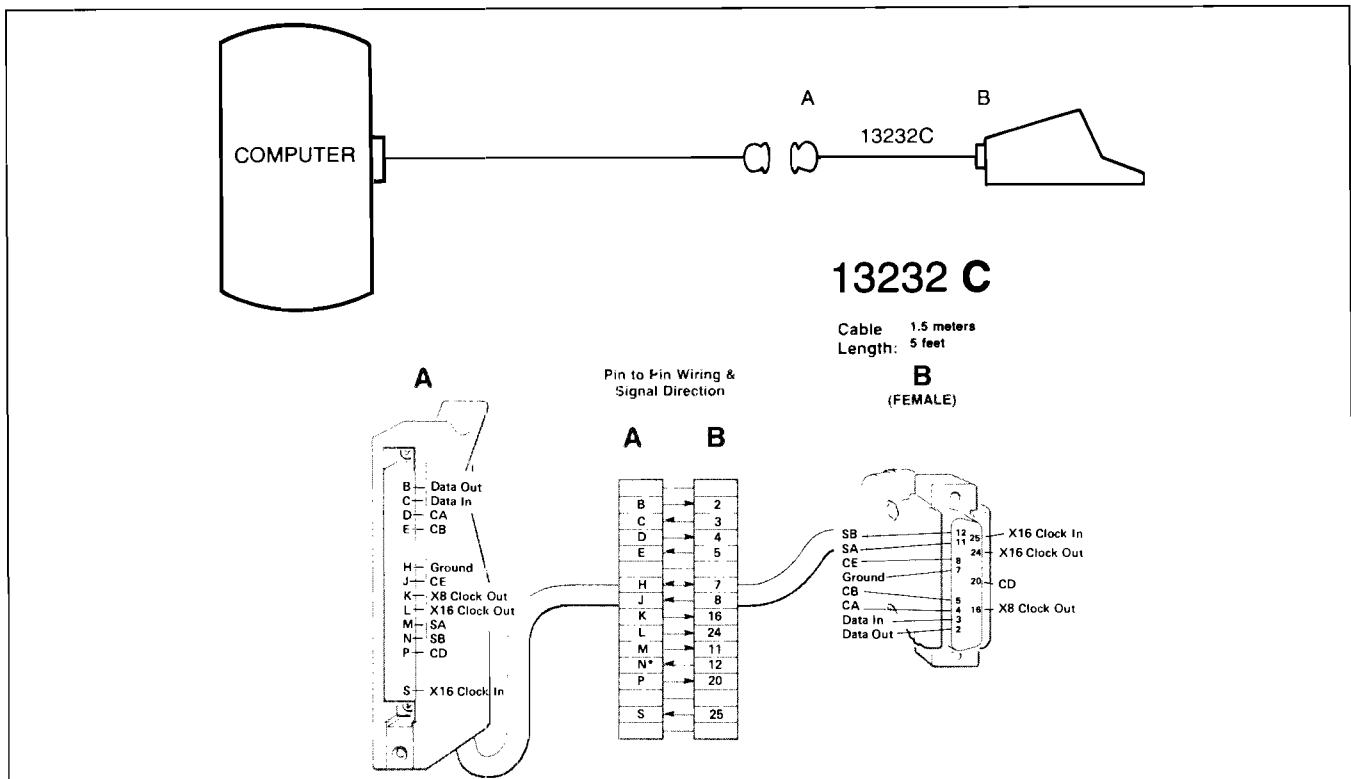 COMPUTER
A
B
13232C
13232 C
Cable 1.5 meters
Length: 5 feet
A
Pin to Pin Wiring &
Signal Direction
B
(FEMALE)
A B
B Data Out
C Data In
D CA
E CB
H Ground
J CE
K X8 Clock Out
L X16 Clock Out
M SA
N SB
P CD
S X16 Clock In
B 2
C 3
D 4
E 5
H 7
J 8
K 16
L 24
M 11
N* 12
P 20
S 25
SB 12
SA 11
CE 8
Ground 7
CB 5
CA 4
Data In 3
Data Out 2
25 X16 Clock In
24 X16 Clock Out
20 CD
16 X8 Clock Out